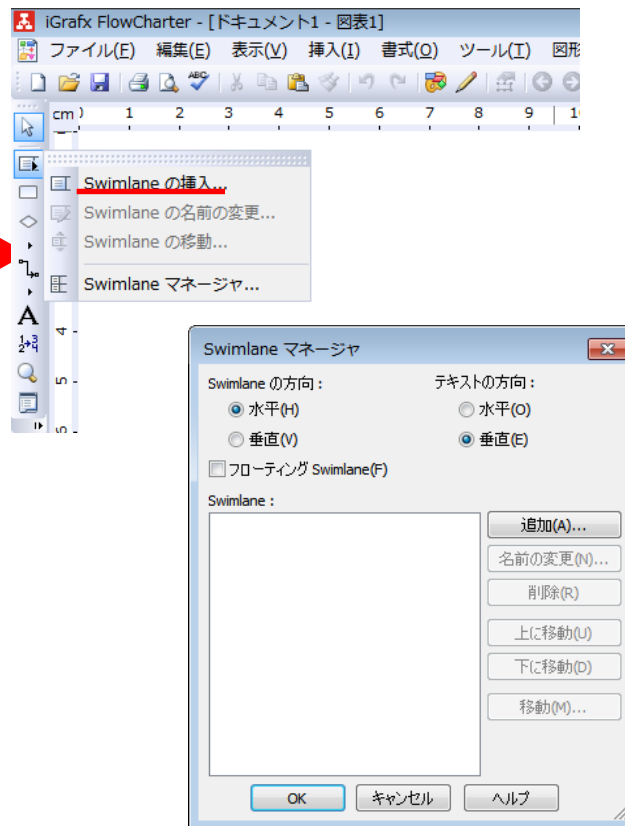 iGrafx FlowCharter - [ドキュメント1 - 図表1]
ファイル(F) 編集(E) 表示(V) 挿入(I) 書式(O) ツール(T) 図形
ABC
cm 1 2 3 4 5 6 7 8 9
Swimlane の挿入...
Swimlane の名前の変更...
Swimlane の移動...
Swimlane マネージャ...
A
4
5
Swimlane マネージャ
Swimlane の方向 : テキストの方向 :
水平(H) 水平(O)
垂直(V) 垂直(E)
フローティング Swimlane(F)
Swimlane :
追加(A)...
名前の変更(N)...
削除(R)
上に移動(U)
下に移動(D)
移動(M)...
OK キャンセル ヘルプ